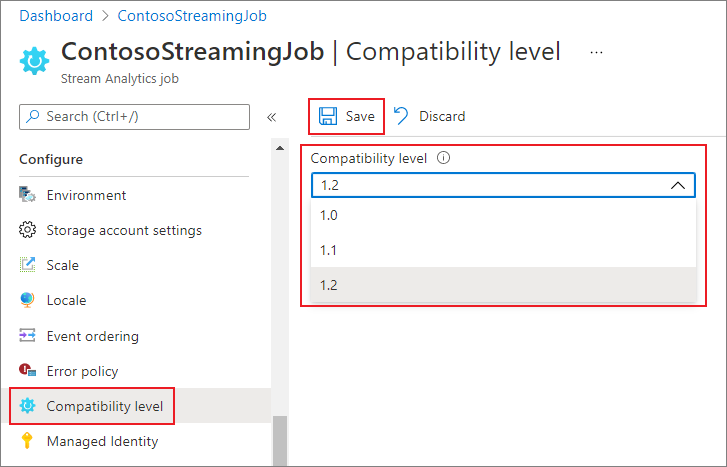 Dashboard > ContosoStreamingJob
ContosoStreamingJob | Compatibility level ...
Stream Analytics job
Search (Ctrl+/) «
Save Discard
Configure
Environment
Storage account settings
Scale
Locale
Event ordering
Error policy
Compatibility level
Managed Identity
Compatibility level
1.2
1.0
1.1
1.2